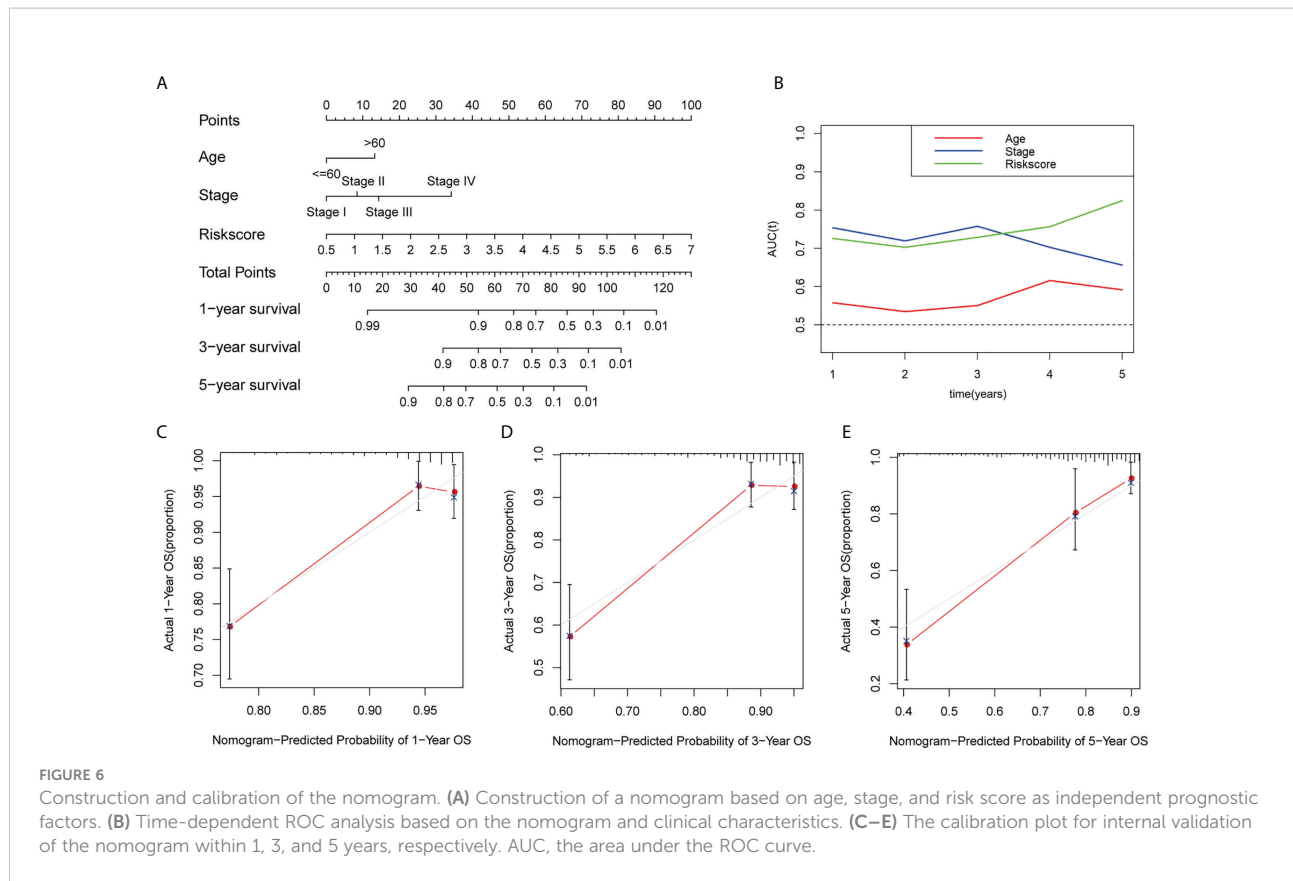 A
Points
0 10 20 30 40 50 60 70 80 90 100
Age
<=60
>60
Stage
Stage I
Stage II
Stage III
Stage IV
Riskscore
0.5 1 1.5 2 2.5 3 3.5 4 4.5 5 5.5 6 6.5 7
Total Points
0 10 20 30 40 50 60 70 80 90 100 120
1−year survival
0.99 0.9 0.8 0.7 0.5 0.3 0.1 0.01
3−year survival
0.9 0.8 0.7 0.5 0.3 0.1 0.01
5−year survival
0.9 0.8 0.7 0.5 0.3 0.1 0.01
B
Age
Stage
Riskscore
AUC(t)
1.0
0.9
0.8
0.7
0.6
0.5
1 2 3 4 5
time(years)
C
Actual 1−Year OS(proportion)
1.00
0.95
0.90
0.85
0.80
0.75
0.70
0.80 0.85 0.90 0.95
Nomogram−Predicted Probability of 1−Year OS
D
Actual 3−Year OS(proportion)
1.0
0.9
0.8
0.7
0.6
0.5
0.60 0.70 0.80 0.90
Nomogram−Predicted Probability of 3−Year OS
E
Actual 5−Year OS(proportion)
1.0
0.8
0.6
0.4
0.2
0.4 0.5 0.6 0.7 0.8 0.9
Nomogram−Predicted Probability of 5−Year OS
FIGURE 6
Construction and calibration of the nomogram. (A) Construction of a nomogram based on age, stage, and risk score as independent prognostic
factors. (B) Time-dependent ROC analysis based on the nomogram and clinical characteristics. (C–E) The calibration plot for internal validation
of the nomogram within 1, 3, and 5 years, respectively. AUC, the area under the ROC curve.